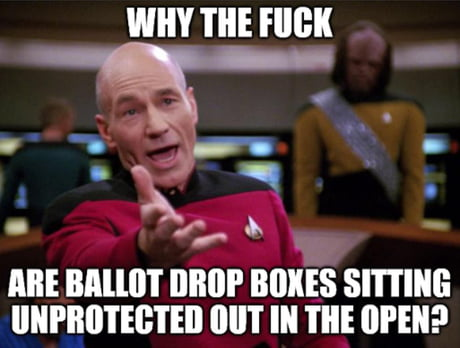 WHY THE FUCK
ARE BALLOT DROP BOXES SITTING
UNPROTECTED OUT IN THE OPEN?